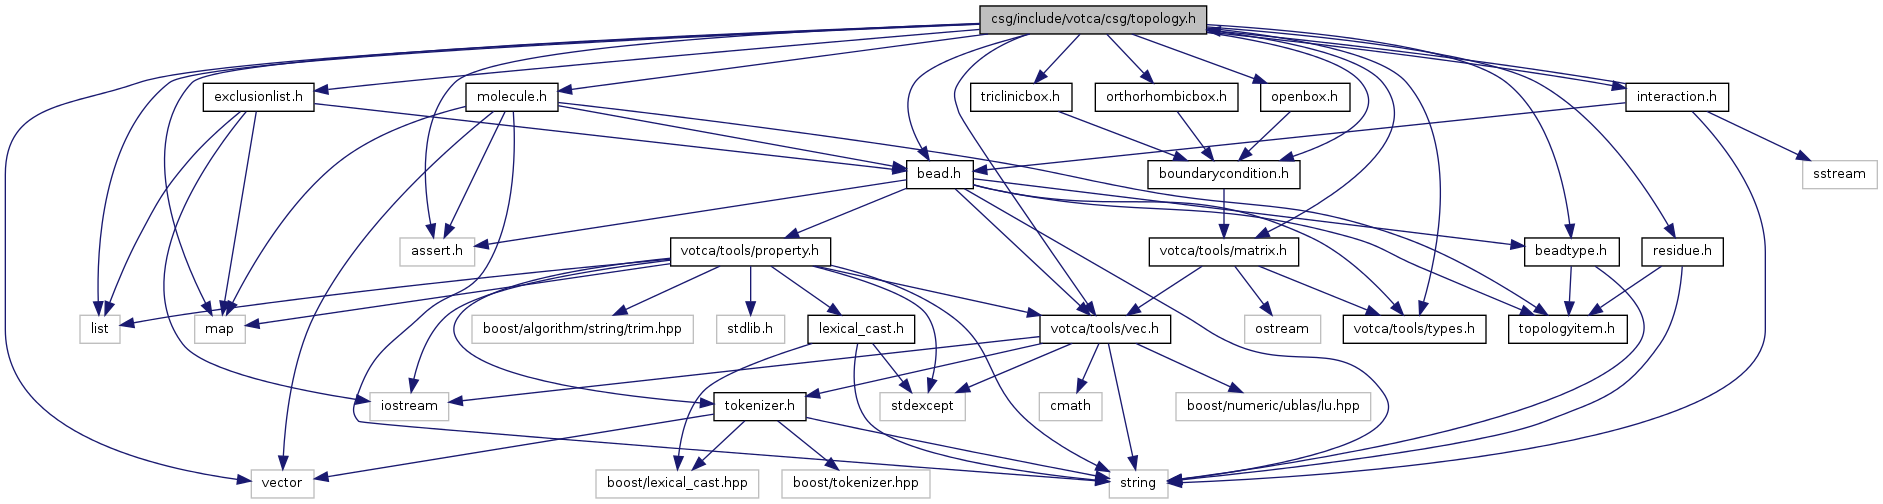 csg/include/votca/csg/topology.h
exclusionlist.h
molecule.h
triclinicbox.h
orthorhombicbox.h
openbox.h
interaction.h
bead.h
boundarycondition.h
sstream
assert.h
votca/tools/property.h
votca/tools/matrix.h
beadtype.h
residue.h
list
map
boost/algorithm/string/trim.hpp
stdlib.h
lexical_cast.h
votca/tools/vec.h
ostream
votca/tools/types.h
topologyitem.h
iostream
tokenizer.h
stdexcept
cmath
boost/numeric/ublas/lu.hpp
vector
boost/lexical_cast.hpp
boost/tokenizer.hpp
string